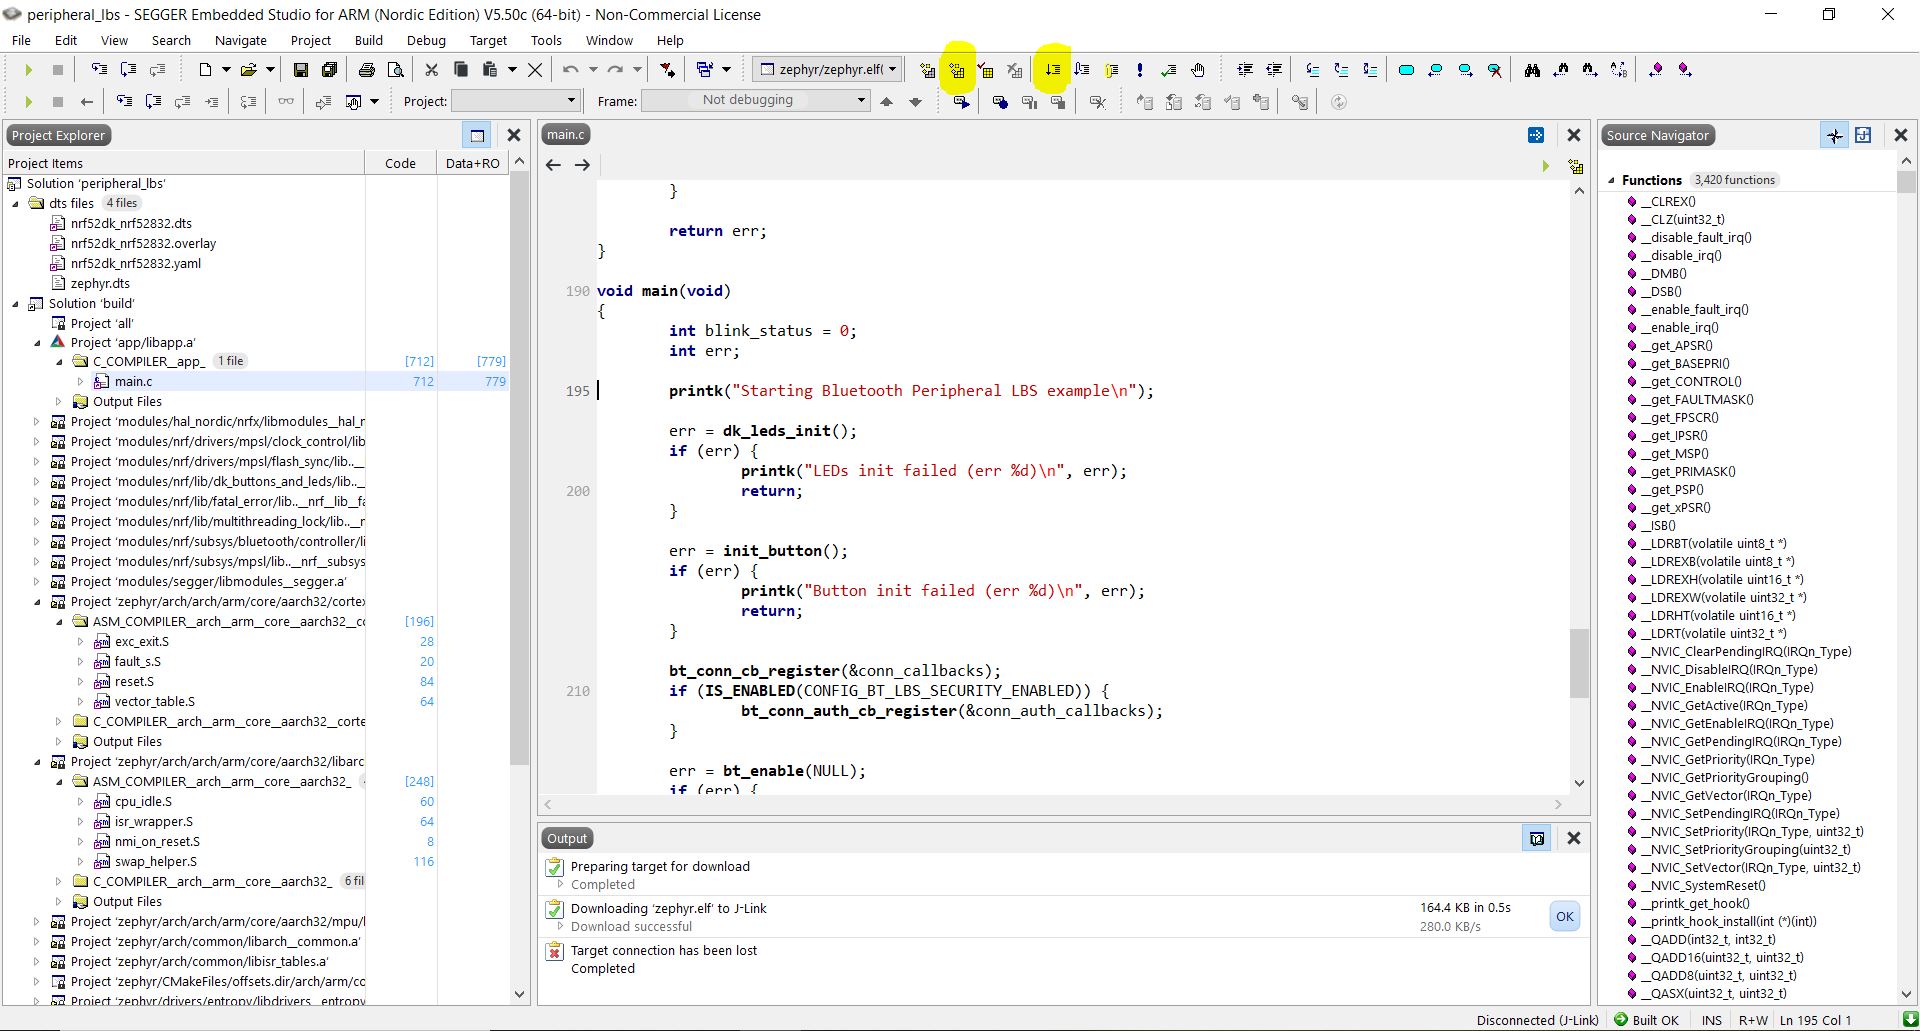 peripheral_lbs - SEGGER Embedded Studio for ARM (Nordic Edition) V5.50c (64-bit) - Non-Commercial License
File Edit View Search Navigate Project Build Debug Target Tools Window Help
zephyr/zephyr.elf(
Project: Frame: Not debugging
Project Explorer
Project Items Code Data+RO
Solution 'peripheral_lbs'
dts files 4 files
nrf52dk_nrf52832.dts
nrf52dk_nrf52832.overlay
nrf52dk_nrf52832.yaml
zephyr.dts
Solution 'build'
Project 'all'
Project 'app/libapp.a'
C_COMPILER__app_ 1 file [712] [779]
main.c 712 779
Output Files
Project 'modules/hal_nordic/nrfx/libmodules__hal_r
Project 'modules/nrf/drivers/mpsl/clock_control/lib
Project 'modules/nrf/drivers/mpsl/flash_sync/lib..__
Project 'modules/nrf/lib/dk_buttons_and_leds/lib..__
Project 'modules/nrf/lib/fatal_error/lib..__nrf__lib__fa
Project 'modules/nrf/lib/multithreading_lock/lib..__r
Project 'modules/nrf/subsys/bluetooth/controller/li
Project 'modules/nrf/subsys/mpsl/lib..__nrf__subsys
Project 'modules/segger/libmodules__segger.a'
Project 'zephyr/arch/arch/arm/core/aarch32/cortex
ASM_COMPILER__arch__arm__core__aarch32__co [196]
exc_exit.S 28
fault_s.S 20
reset.S 84
vector_table.S 64
C_COMPILER__arch__arm__core__aarch32__corte
Output Files
Project 'zephyr/arch/arch/arm/core/aarch32/libarc
ASM_COMPILER__arch__arm__core__aarch32_ [248]
cpu_idle.S 60
isr_wrapper.S 64
nmi_on_reset.S 8
swap_helper.S 116
C_COMPILER__arch__arm__core__aarch32_ 6 fil
Output Files
Project 'zephyr/arch/arch/arm/core/aarch32/mpu/l
Project 'zephyr/arch/common/libarch__common.a'
Project 'zephyr/arch/common/libisr_tables.a'
Project 'zephyr/CMakeFiles/offsets.dir/arch/arm/co
Project 'zephyr/drivers/entropy/libdrivers__entropy
main.c
}
return err;
}
190 void main(void)
{
int blink_status = 0;
int err;
195 printk("Starting Bluetooth Peripheral LBS example\n");
err = dk_leds_init();
if (err) {
printk("LEDs init failed (err %d)\n", err);
200 return;
}
err = init_button();
if (err) {
printk("Button init failed (err %d)\n", err);
return;
}
bt_conn_cb_register(&conn_callbacks);
210 if (IS_ENABLED(CONFIG_BT_LBS_SECURITY_ENABLED)) {
bt_conn_auth_cb_register(&conn_auth_callbacks);
}
err = bt_enable(NULL);
if (err) {
Output
Preparing target for download
Completed
Downloading 'zephyr.elf' to J-Link 164.4 KB in 0.5s
Download successful 280.0 KB/s
OK
Target connection has been lost
Completed
Source Navigator
Functions 3,420 functions
__CLREX()
__CLZ(uint32_t)
__disable_fault_irq()
__disable_irq()
__DMB()
__DSB()
__enable_fault_irq()
__enable_irq()
__get_APSR()
__get_BASEPRI()
__get_CONTROL()
__get_FAULTMASK()
__get_FPSCR()
__get_IPSR()
__get_MSP()
__get_PRIMASK()
__get_PSP()
__get_xPSR()
__ISB()
__LDRBT(volatile uint8_t *)
__LDREXB(volatile uint8_t *)
__LDREXH(volatile uint16_t *)
__LDREXW(volatile uint32_t *)
__LDRHT(volatile uint16_t *)
__LDRT(volatile uint32_t *)
__NVIC_ClearPendingIRQ(IRQn_Type)
__NVIC_DisableIRQ(IRQn_Type)
__NVIC_EnableIRQ(IRQn_Type)
__NVIC_GetActive(IRQn_Type)
__NVIC_GetEnableIRQ(IRQn_Type)
__NVIC_GetPendingIRQ(IRQn_Type)
__NVIC_GetPriority(IRQn_Type)
__NVIC_GetPriorityGrouping()
__NVIC_GetVector(IRQn_Type)
__NVIC_SetPendingIRQ(IRQn_Type)
__NVIC_SetPriority(IRQn_Type, uint32_t)
__NVIC_SetPriorityGrouping(uint32_t)
__NVIC_SetVector(IRQn_Type, uint32_t)
__NVIC_SystemReset()
__printk_get_hook()
__printk_hook_install(int (*)(int))
__QADD(int32_t, int32_t)
__QADD16(uint32_t, uint32_t)
__QADD8(uint32_t, uint32_t)
__QASX(uint32_t, uint32_t)
Disconnected (J-Link) Built OK INS R+W Ln 195 Col 1